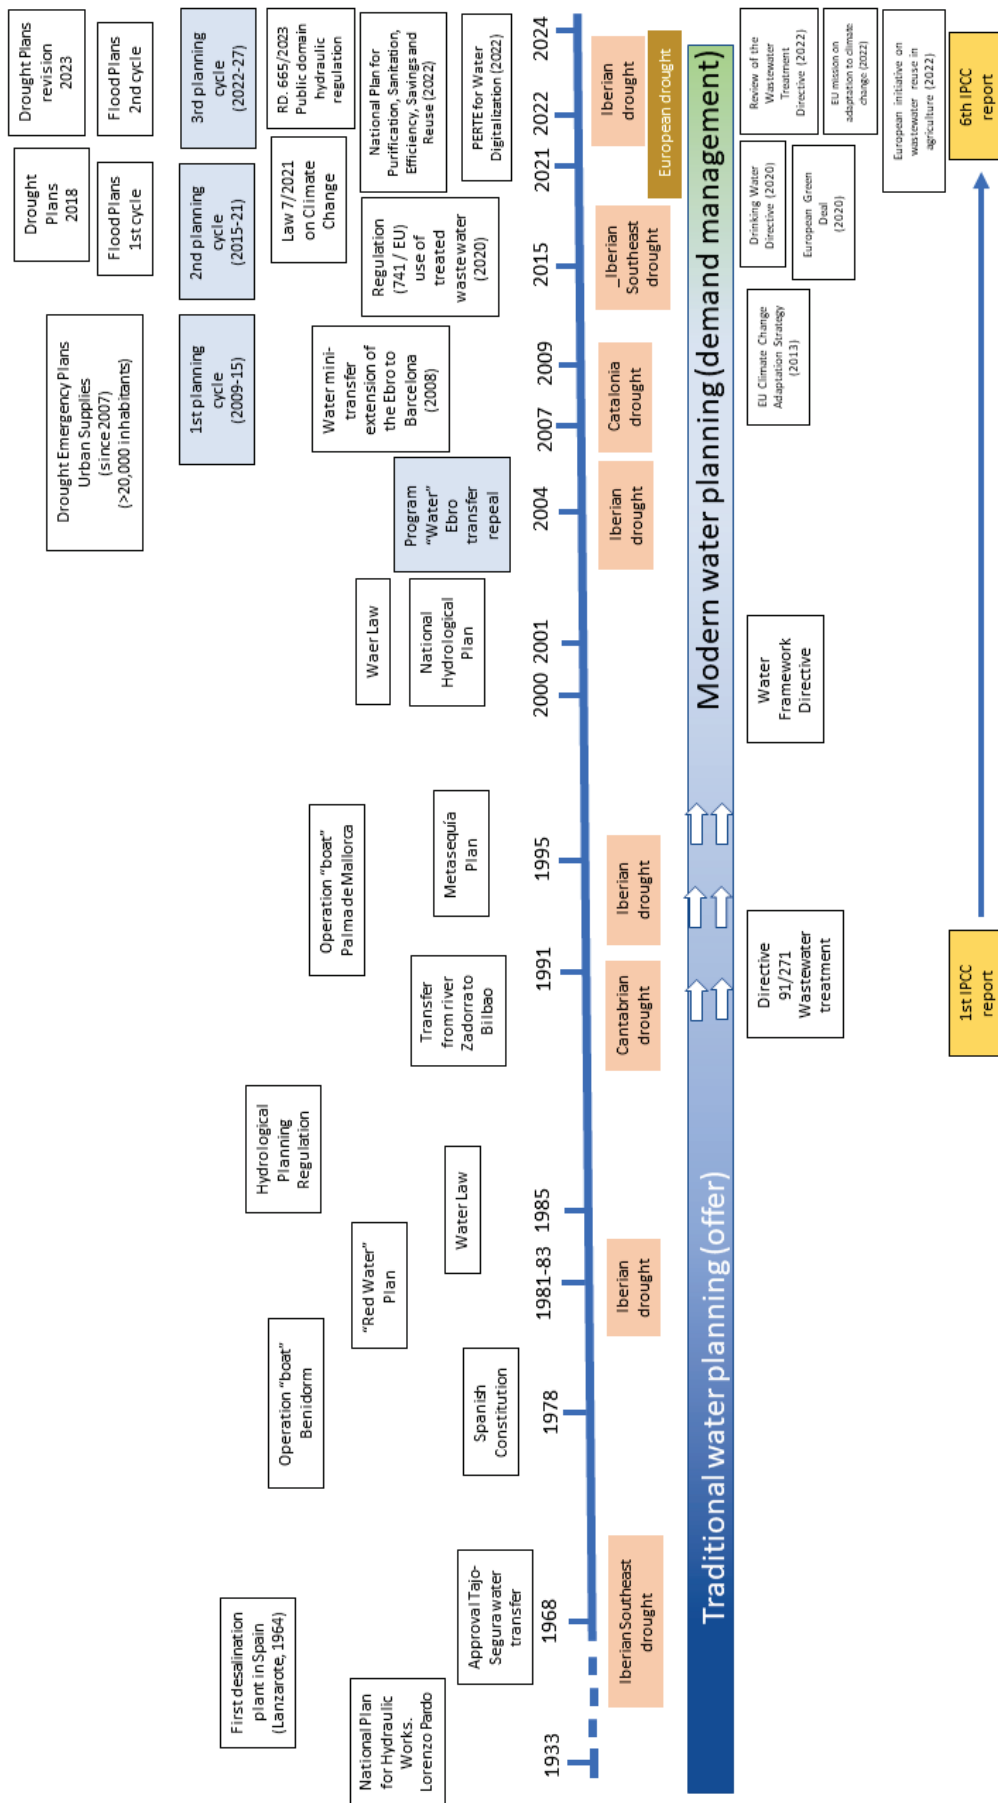 First desalination
plant in Spain
(Lanzarote, 1964)
National Plan
for Hydraulic
Works.
Lorenzo Pardo
Approval Tajo-
Segura water
transfer
Operation "boat"
Benidorm
Spanish
Constitution
"Red Water"
Plan
Hydrological
Planning
Regulation
Water Law
Transfer
from river
Zadorra to
Bilbao
Operation "boat"
Palma de Mallorca
Metasequía
Plan
Waer Law
National
Hydrological
Plan
Program
"Water"
Ebro
transfer
repeal
Drought Emergency Plans
Urban Supplies
(since 2007)
(>20,000 inhabitants)
1st planning
cycle
(2009-15)
Water mini-
transfer
extension of
the Ebro to
Barcelona
(2008)
Drought
Plans
2018
Flood Plans
1st cycle
2nd planning
cycle
(2015-21)
Law 7/2021
on Climate
Change
Regulation
(741 / EU)
use of
treated
waste water
(2020)
Drought Plans
revision
2023
Flood Plans
2nd cycle
3rd planning
cycle
(2022-27)
RD. 665/2023
Public domain
hydraulic
regulation
National Plan for
Purification, Sanitation,
Efficiency, Savings and
Reuse (2022)
PERTE for Water
Digitalization (2022)
1933
1968
1978
1981-83
1985
1991
1995
2000
2001
2004
2007
2009
2015
2021
2022
2024
Iberian Southeast
drought
Iberian
drought
Cantabrian
drought
Iberian
drought
Iberian
drought
Catalonia
drought
_Iberian
Southeast
drought
Iberian
drought
European drought
Traditional water planning (offer)
Modern water planning (demand management)
Directive
91/271
Wastewater
treatment
Water
Framework
Directive
EU Climate Change
Adaptation Strategy
(2013)
Drinking Water
Directive (2020)
European Green
Deal
(2020)
Review of the
Wastewater
Treatment
Directive (2022)
EU mission on
adaptation to climate
change (2022)
European initiative on
wastewater reuse in
agriculture (2022)
1st IPCC
report
6th IPCC
report